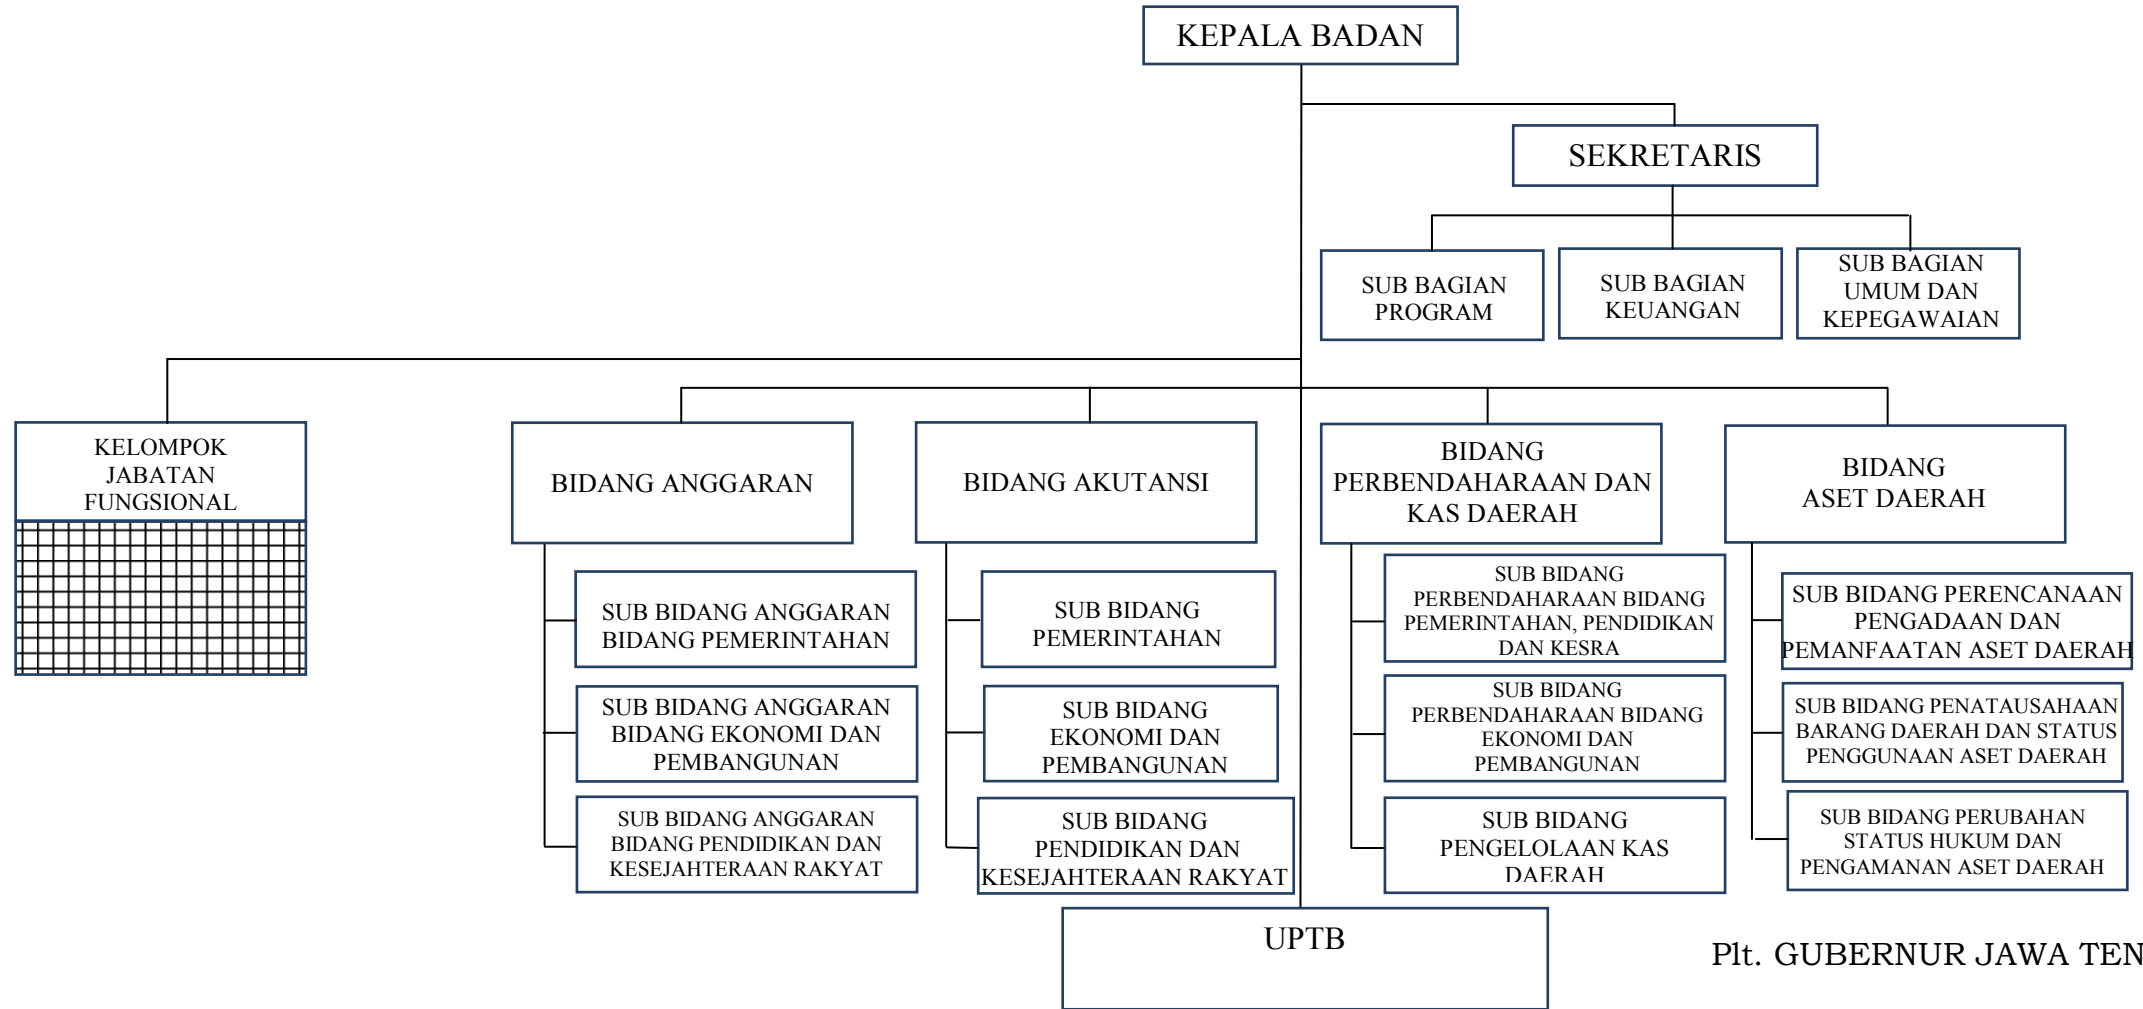 KEPALA BADAN
SEKRETARIS
SUB BAGIAN
PROGRAM
SUB BAGIAN
KEUANGAN
SUB BAGIAN
UMUM DAN
KEPEGAWAIAN
KELOMPOK
JABATAN
FUNGSIONAL
BIDANG ANGGARAN
BIDANG AKUTANSI
BIDANG
PERBENDAHARAAN DAN
KAS DAERAH
BIDANG
ASET DAERAH
SUB BIDANG ANGGARAN
BIDANG PEMERINTAHAN
SUB BIDANG ANGGARAN
BIDANG EKONOMI DAN
PEMBANGUNAN
SUB BIDANG ANGGARAN
BIDANG PENDIDIKAN DAN
KESEJAHTERAAN RAKYAT
SUB BIDANG
PEMERINTAHAN
SUB BIDANG
EKONOMI DAN
PEMBANGUNAN
SUB BIDANG
PENDIDIKAN DAN
KESEJAHTERAAN RAKYAT
SUB BIDANG
PERBENDAHARAAN BIDANG
PEMERINTAHAN, PENDIDIKAN
DAN KESRA
SUB BIDANG
PERBENDAHARAAN BIDANG
EKONOMI DAN
PEMBANGUNAN
SUB BIDANG
PENGELOLAAN KAS
DAERAH
SUB BIDANG PERENCANAAN
PENGADAAN DAN
PEMANFAATAN ASET DAERAH
SUB BIDANG PENATAUSAHAAN
BARANG DAERAH DAN STATUS
PENGGUNAAN ASET DAERAH
SUB BIDANG PERUBAHAN
STATUS HUKUM DAN
PENGAMANAN ASET DAERAH
UPTB
Plt. GUBERNUR JAWA TEN